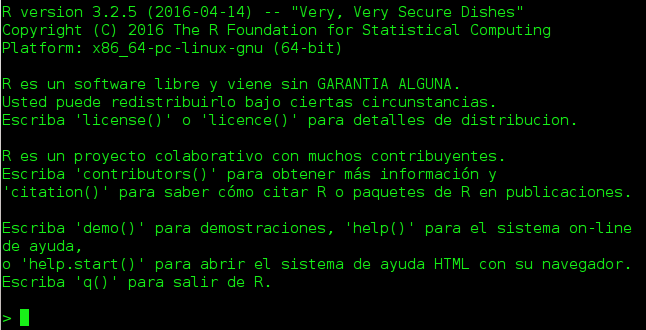 R version 3.2.5 (2016-04-14) -- "Very, Very Secure Dishes"
Copyright (C) 2016 The R Foundation for Statistical Computing
Platform: x86_64-pc-linux-gnu (64-bit)
R es un software libre y viene sin GARANTIA ALGUNA.
Usted puede redistribuirlo bajo ciertas circunstancias.
Escriba 'license()' o 'licence()' para detalles de distribucion.
R es un proyecto colaborativo con muchos contribuyentes.
Escriba 'contributors()' para obtener más información y
'citation()' para saber cómo citar R o paquetes de R en publicaciones.
Escriba 'demo()' para demostraciones, 'help()' para el sistema on-line
de ayuda,
o 'help.start()' para abrir el sistema de ayuda HTML con su navegador.
Escriba 'q()' para salir de R.
>